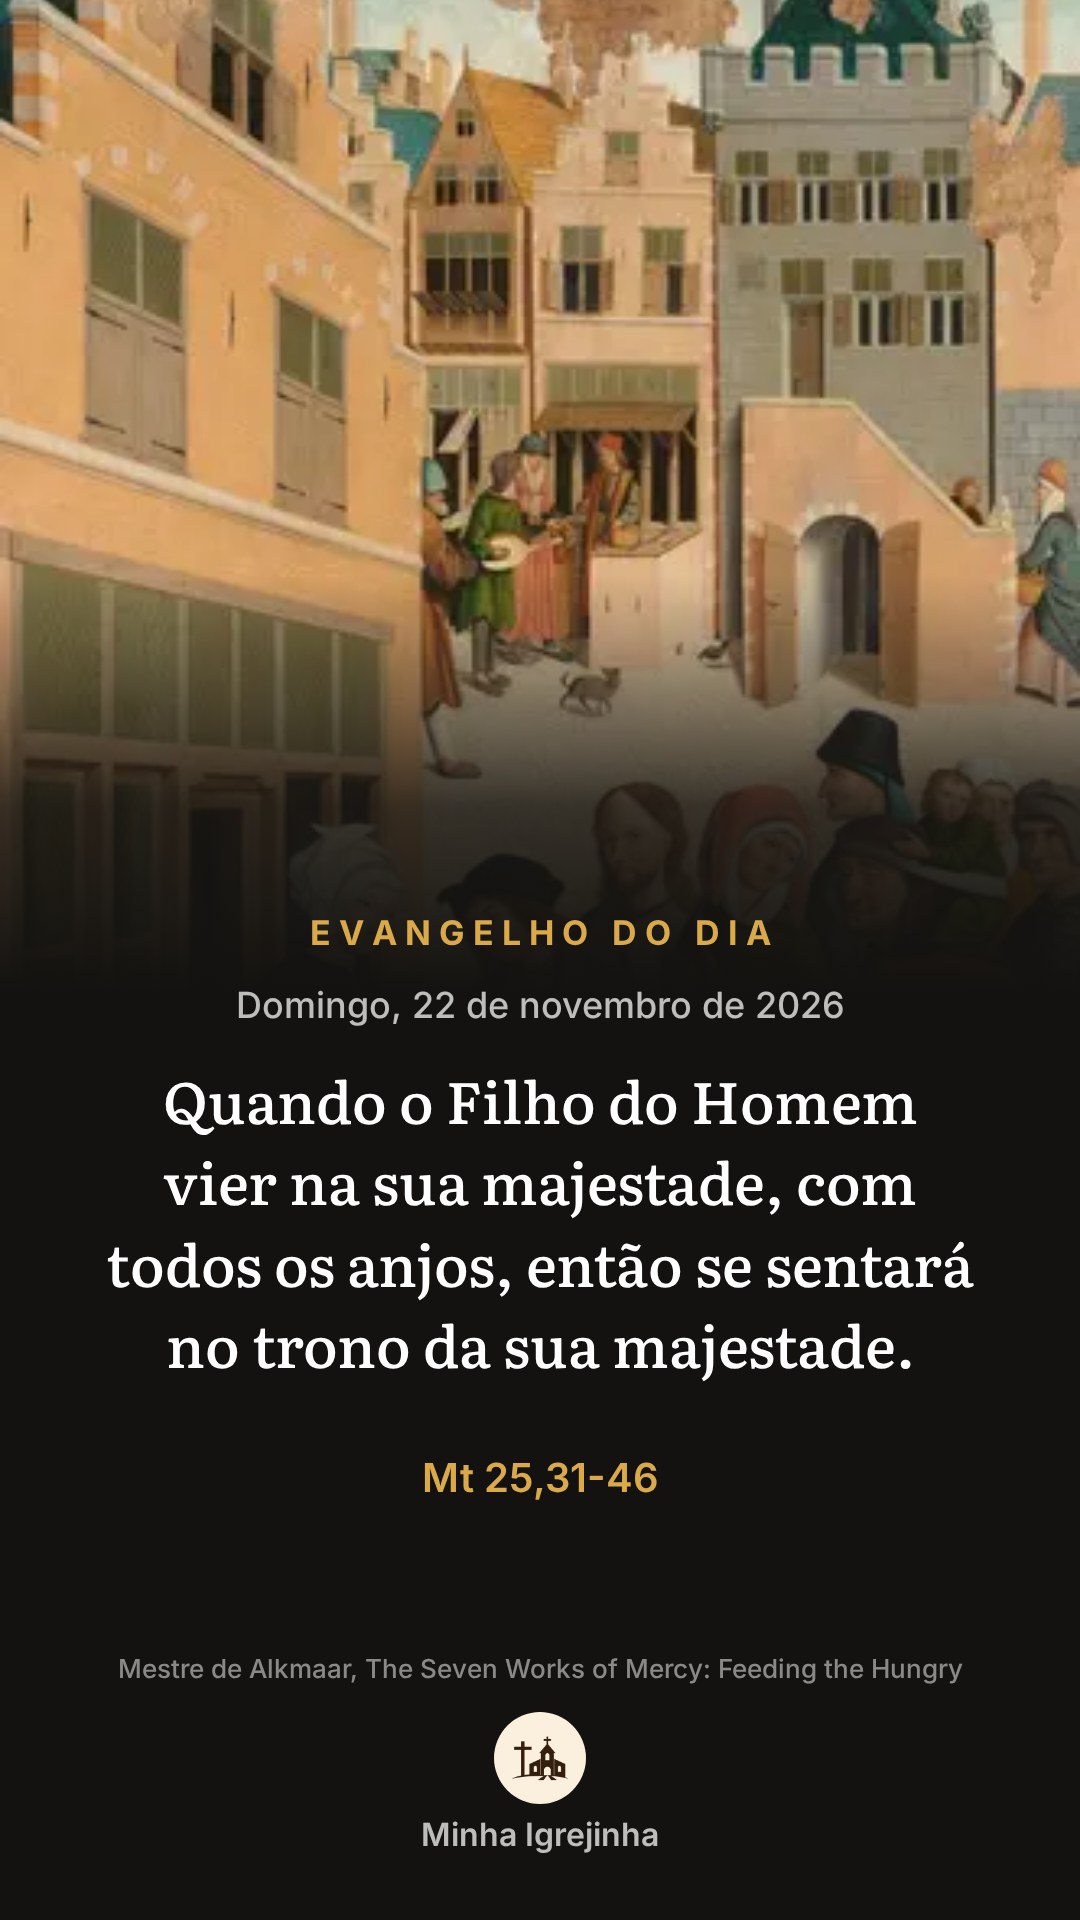 EVANGELHO DO DIA
Domingo, 22 de novembro de 2026
Quando o Filho do Homem
vier na sua majestade, com
todos os anjos, então se sentará
no trono da sua majestade.
Mt 25,31-46
Mestre de Alkmaar, The Seven Works of Mercy: Feeding the Hungry
Minha Igrejinha